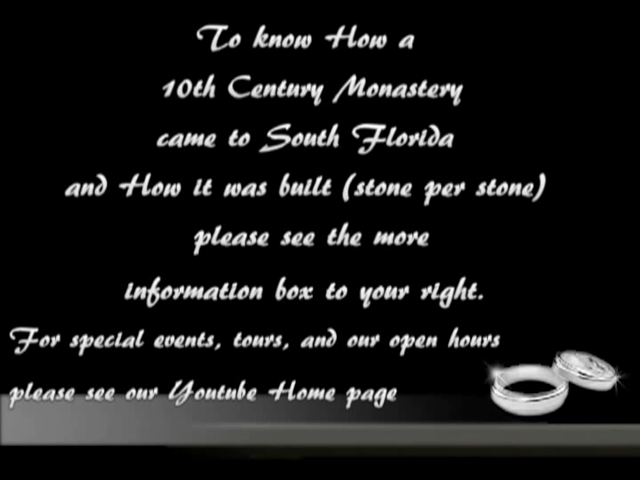 To know How a
10th Century Monastery
came to South Florida
and How it was built (stone per stone)
please see the more
information box to your right.
For special events, tours, and our open hours
please see our Youtube Home page